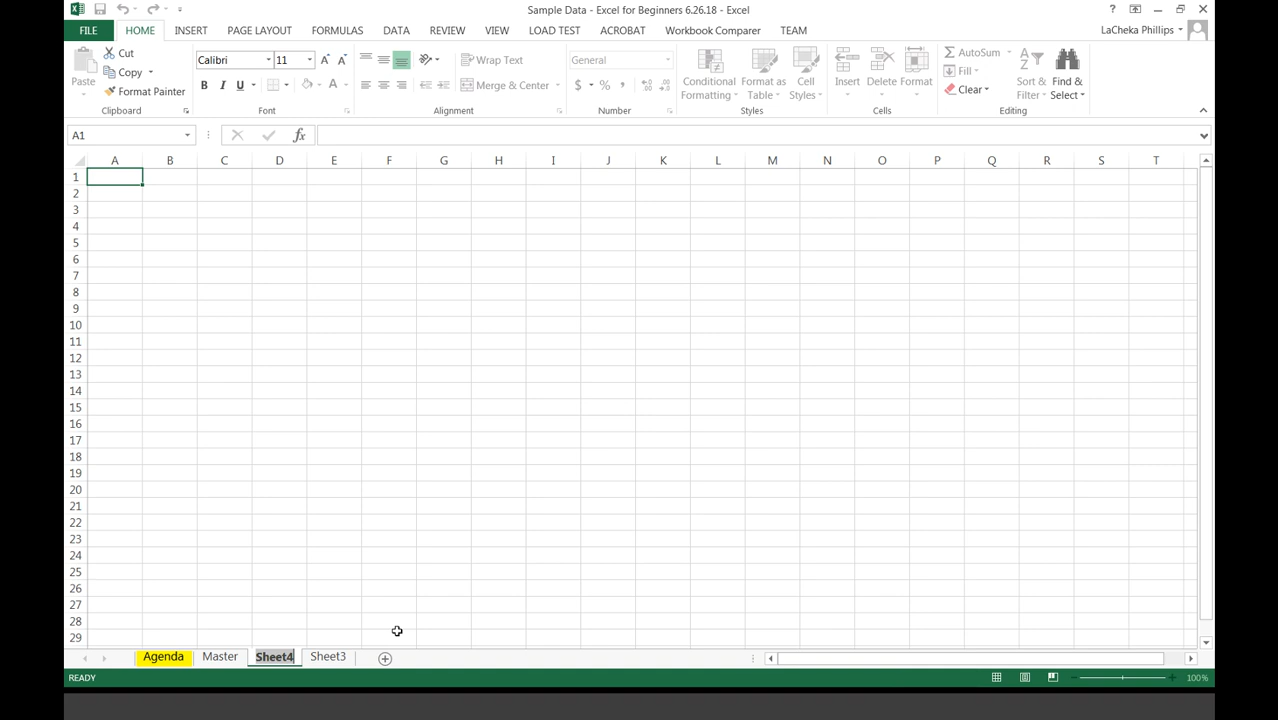 Sample Data - Excel for Beginners 6.26.18 - Excel
FILE HOME INSERT PAGE LAYOUT FORMULAS DATA REVIEW VIEW LOAD TEST ACROBAT Workbook Comparer TEAM LaCheka Phillips
Paste
Cut
Copy
Format Painter
Clipboard
Calibri 11
B I U
Font
Wrap Text
Merge & Center
Alignment
General
$ % ,
Number
Conditional Formatting
Format as Table
Cell Styles
Styles
Insert Delete Format
Cells
AutoSum
Fill
Clear
Sort & Filter
Find & Select
Editing
A1 fx
A B C D E F G H I J K L M N O P Q R S T
1
2
3
4
5
6
7
8
9
10
11
12
13
14
15
16
17
18
19
20
21
22
23
24
25
26
27
28
29
Agenda Master Sheet4 Sheet3
READY 100%